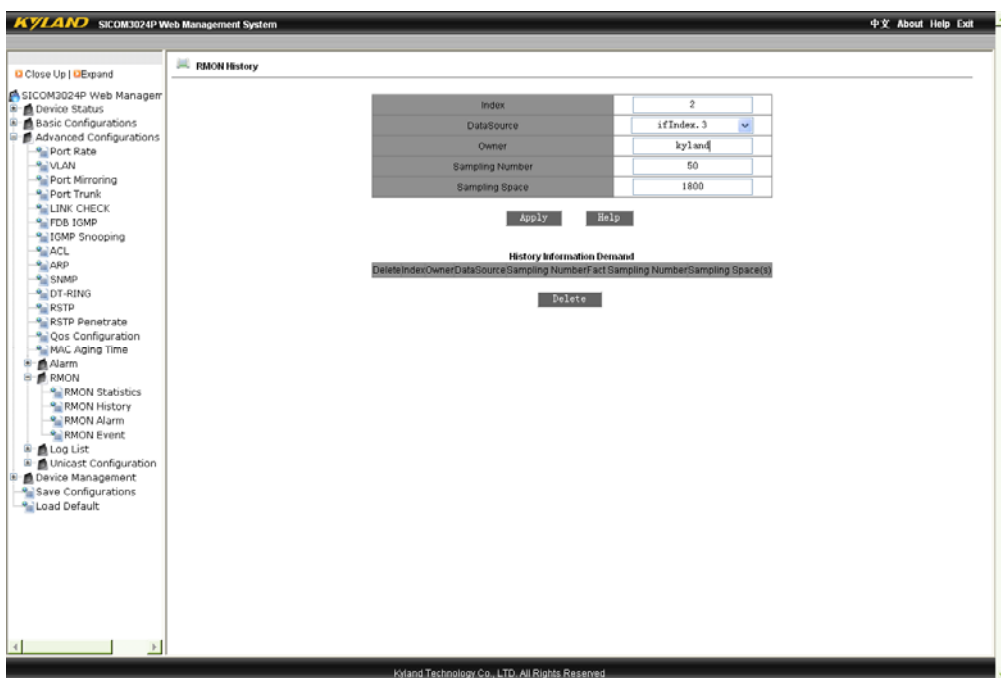 KYLAND SICOM3024P Web Management System 中文 About Help Exit
Close Up | Expand
RMON History
SICOM3024P Web Managem
Device Status
Basic Configurations
Advanced Configurations
Port Rate
VLAN
Port Mirroring
Port Trunk
LINK CHECK
FDB IGMP
IGMP Snooping
ACL
ARP
SNMP
DT-RING
RSTP
RSTP Penetrate
Qos Configuration
MAC Aging Time
Alarm
RMON
RMON Statistics
RMON History
RMON Alarm
RMON Event
Log List
Unicast Configuration
Device Management
Save Configurations
Load Default
Index 2
DataSource ifIndex.3
Owner kyland
Sampling Number 50
Sampling Space 1800
Apply Help
History Information Demand
DeleteIndexOwnerDataSourceSampling NumberFact Sampling NumberSampling Space(s)
Delete
Kyland Technology Co., LTD. All Rights Reserved